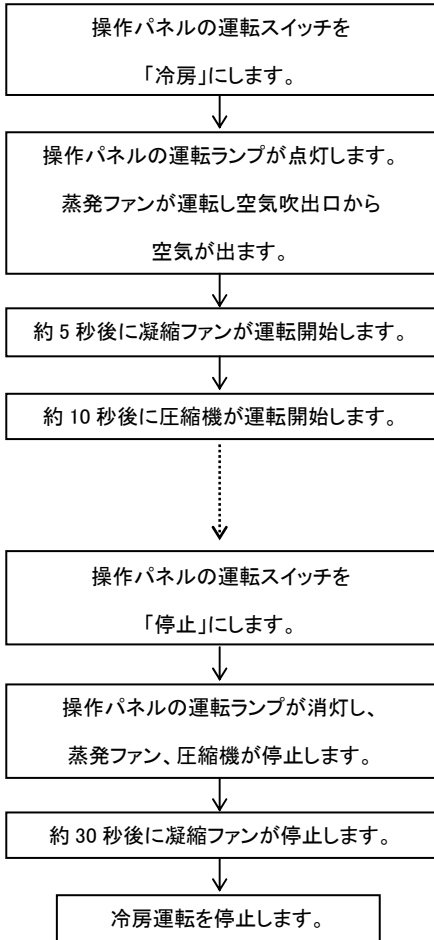 操作パネルの運転スイッチを
「冷房」にします。
操作パネルの運転ランプが点灯します。
蒸発ファンが運転し空気吹出口から
空気が出ます。
約 5 秒後に凝縮ファンが運転開始します。
約 10 秒後に圧縮機が運転開始します。
操作パネルの運転スイッチを
「停止」にします。
操作パネルの運転ランプが消灯し、
蒸発ファン、圧縮機が停止します。
約 30 秒後に凝縮ファンが停止します。
冷房運転を停止します。